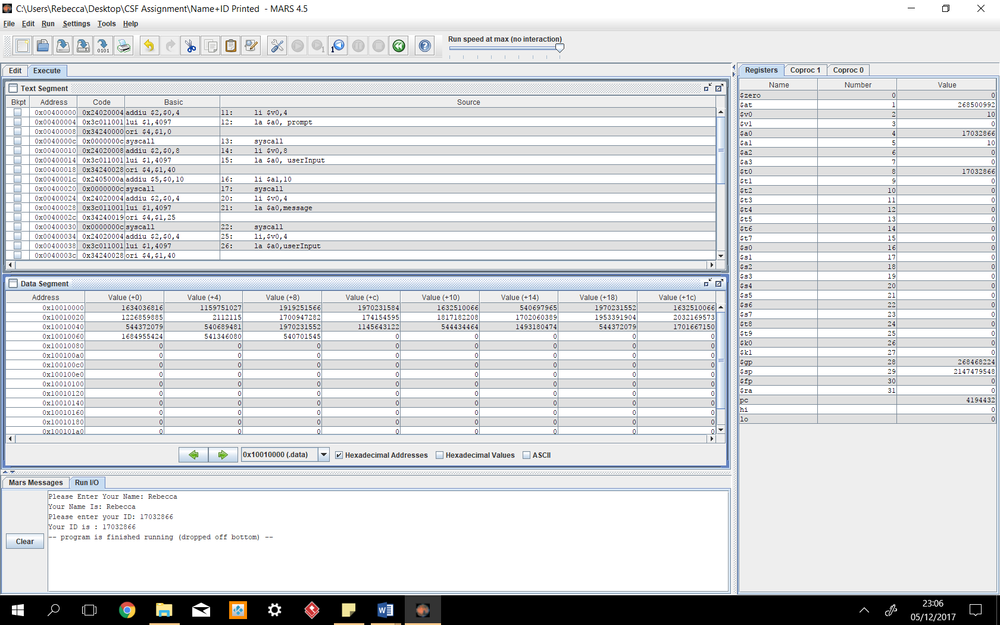 C:\Users\Rebecca\Desktop\CSF Assignment\Name+ID Printed - MARS 4.5
File Edit Run Settings Tools Help
Run speed at max (no interaction)
Edit Execute
Text Segment
Bkpt Address Code Basic Source
0x00400000 0x24020004 addiu $2,$0,4 11: li $v0,4
0x00400004 0x3c011001 lui $1,4097 12: la $a0, prompt
0x00400008 0x34240000 ori $4,$1,0
0x0040000c 0x0000000c syscall 13: syscall
0x00400010 0x24020008 addiu $2,$0,8 14: li $v0,8
0x00400014 0x3c011001 lui $1,4097 15: la $a0, userInput
0x00400018 0x34240028 ori $4,$1,40
0x0040001c 0x2405000a addiu $5,$0,10 16: li $a1,10
0x00400020 0x0000000c syscall 17: syscall
0x00400024 0x24020004 addiu $2,$0,4 20: li $v0,4
0x00400028 0x3c011001 lui $1,4097 21: la $a0,message
0x0040002c 0x34240019 ori $4,$1,25
0x00400030 0x0000000c syscall 22: syscall
0x00400034 0x24020004 addiu $2,$0,4 25: li,$v0,4
0x00400038 0x3c011001 lui $1,4097 26: la $a0,userInput
0x0040003c 0x34240028 ori $4,$1,40
Data Segment
Address Value (+0) Value (+4) Value (+8) Value (+c) Value (+10) Value (+14) Value (+18) Value (+1c)
0x10010000 1634036816 1159751027 1919251566 1970231584 1632510066 540697965 1970231552 1632510066
0x10010020 1226859885 2112115 1700947282 174154595 1817182208 1702060389 1953391904 2032169573
0x10010040 544372079 540689481 1970231552 1145643122 544434464 1493180474 544372079 1701667150
0x10010060 1684955424 541346080 540701545 0 0 0 0 0
0x10010080 0 0 0 0 0 0 0 0
0x100100a0 0 0 0 0 0 0 0 0
0x100100c0 0 0 0 0 0 0 0 0
0x100100e0 0 0 0 0 0 0 0 0
0x10010100 0 0 0 0 0 0 0 0
0x10010120 0 0 0 0 0 0 0 0
0x10010140 0 0 0 0 0 0 0 0
0x10010160 0 0 0 0 0 0 0 0
0x10010180 0 0 0 0 0 0 0 0
0x100101a0 0 0 0 0 0 0 0 0
0x10010000 (.data) Hexadecimal Addresses Hexadecimal Values ASCII
Mars Messages Run I/O
Clear
Please Enter Your Name: Rebecca
Your Name Is: Rebecca
Please enter your ID: 17032866
Your ID is : 17032866
-- program is finished running (dropped off bottom) --
Registers Coproc 1 Coproc 0
Name Number Value
$zero 0 0
$at 1 268500992
$v0 2 10
$v1 3 0
$a0 4 17032866
$a1 5 10
$a2 6 0
$a3 7 0
$t0 8 17032866
$t1 9 0
$t2 10 0
$t3 11 0
$t4 12 0
$t5 13 0
$t6 14 0
$t7 15 0
$s0 16 0
$s1 17 0
$s2 18 0
$s3 19 0
$s4 20 0
$s5 21 0
$s6 22 0
$s7 23 0
$t8 24 0
$t9 25 0
$k0 26 0
$k1 27 0
$gp 28 268468224
$sp 29 2147479548
$fp 30 0
$ra 31 0
pc 4194432
hi 0
lo 0
23:06
05/12/2017